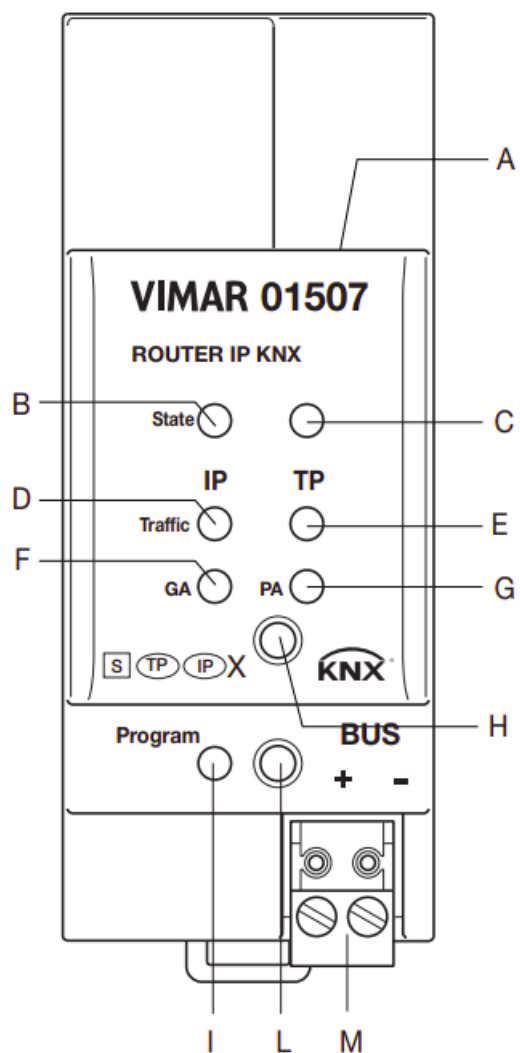 A
VIMAR 01507
ROUTER IP KNX
B State C
IP TP
D Traffic E
F GA PA G
S TP IP X KNX
H
Program BUS
+ -
I L M